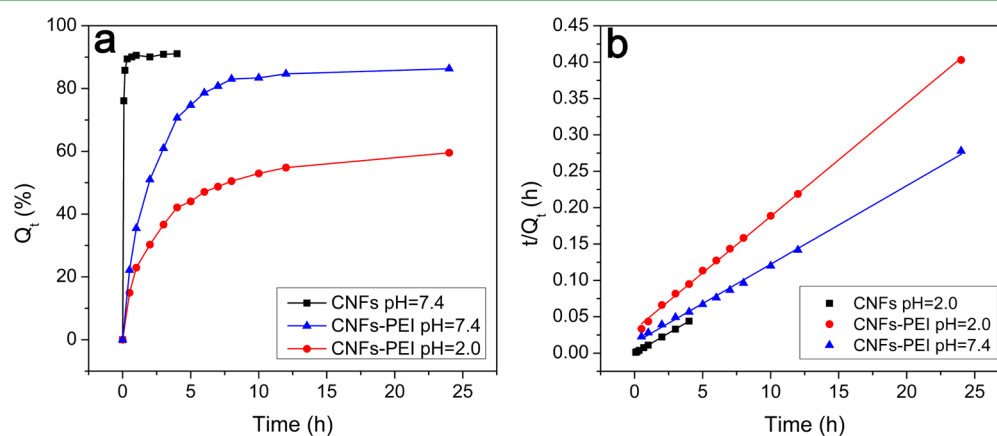 a
100
80
60
40
20
0
Qt (%)
0 5 10 15 20 25
Time (h)
CNFs pH=7.4
CNFs-PEI pH=7.4
CNFs-PEI pH=2.0
b
0.45
0.40
0.35
0.30
0.25
0.20
0.15
0.10
0.05
0.00
t/Qt (h)
0 5 10 15 20 25
Time (h)
CNFs pH=2.0
CNFs-PEI pH=2.0
CNFs-PEI pH=7.4